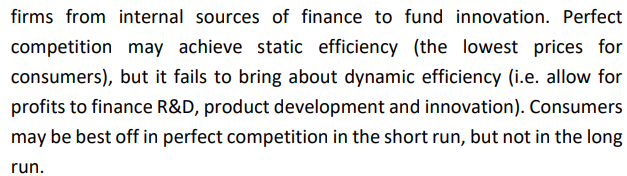 firms from internal sources of finance to fund innovation. Perfect
competition may achieve static efficiency (the lowest prices for
consumers), but it fails to bring about dynamic efficiency (i.e. allow for
profits to finance R&D, product development and innovation). Consumers
may be best off in perfect competition in the short run, but not in the long
run.